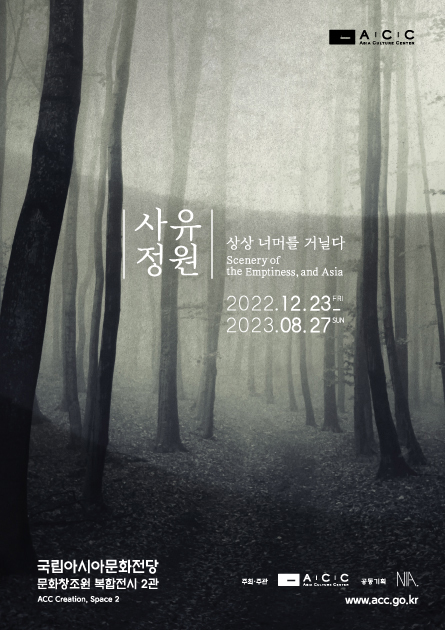 ACC
ASIA CULTURE CENTER
사유
정원
상상 너머를 거닐다
Scenery of
the Emptiness, and Asia
2022.12.23 FRI
–
2023.08.27 SUN
국립아시아문화전당
문화창조원 복합전시 2관
ACC Creation, Space 2
주최·주관
ACC
ASIA CULTURE CENTER
공동기획
NIA.
www.acc.go.kr